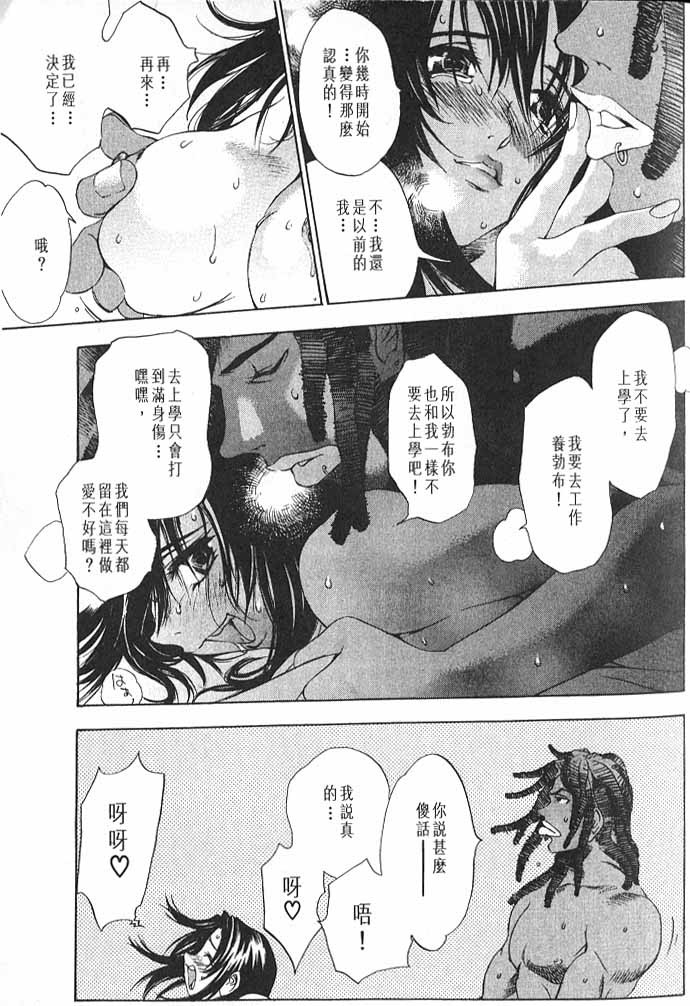 你幾時開始
…變得那麼
認真的！
不…我還
是以前的
我…
再…
再來…
我已經…
決定了…
哦？
我不要去
上學了，
我要去工作
養勃布！
所以勃布你
也和我一樣不
要去上學吧！
去上學只會打
到滿身傷…
嘿嘿，
我們每天都
留在這裡做
愛不好嗎？
はぁ
你説甚麼
傻話——
我説真
的…
唔！
呀♡
呀呀♡